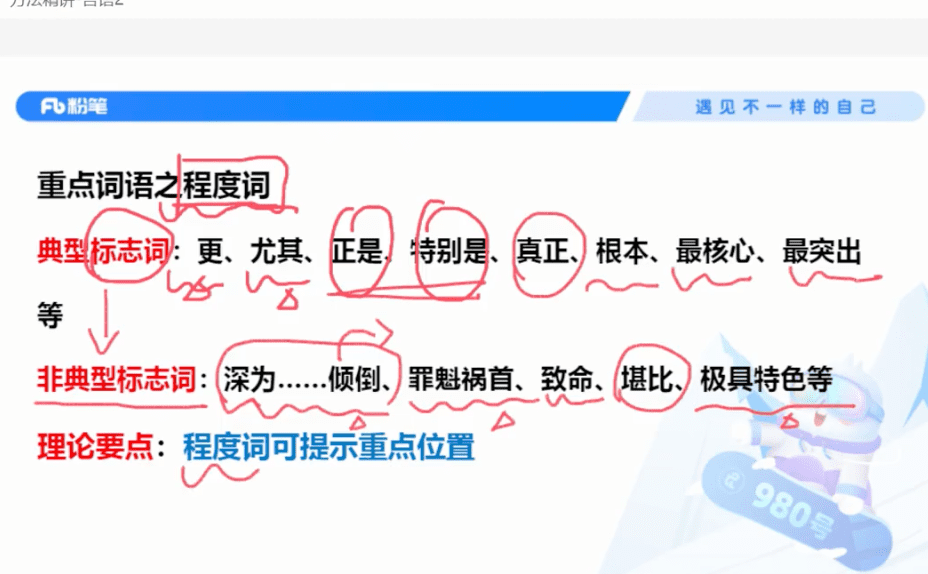 方法精讲-言语2
粉笔
遇见不一样的自己
重点词语之程度词
典型标志词：更、尤其、正是、特别是、真正、根本、最核心、最突出
等
非典型标志词：深为……倾倒、罪魁祸首、致命、堪比、极具特色等
理论要点：程度词可提示重点位置
980号